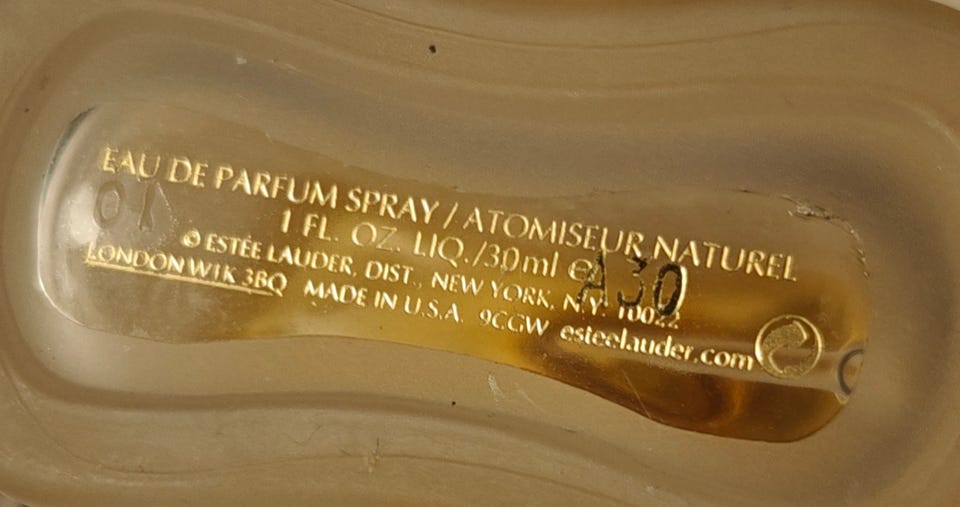 EAU DE PARFUM SPRAY / ATOMISEUR NATUREL
01
1 FL. OZ. LIQ./30ml e
A30
© ESTÉE LAUDER, DIST., NEW YORK, N.Y. 10022
LONDON W1K 3BQ MADE IN U.S.A. 9CGW esteelauder.com